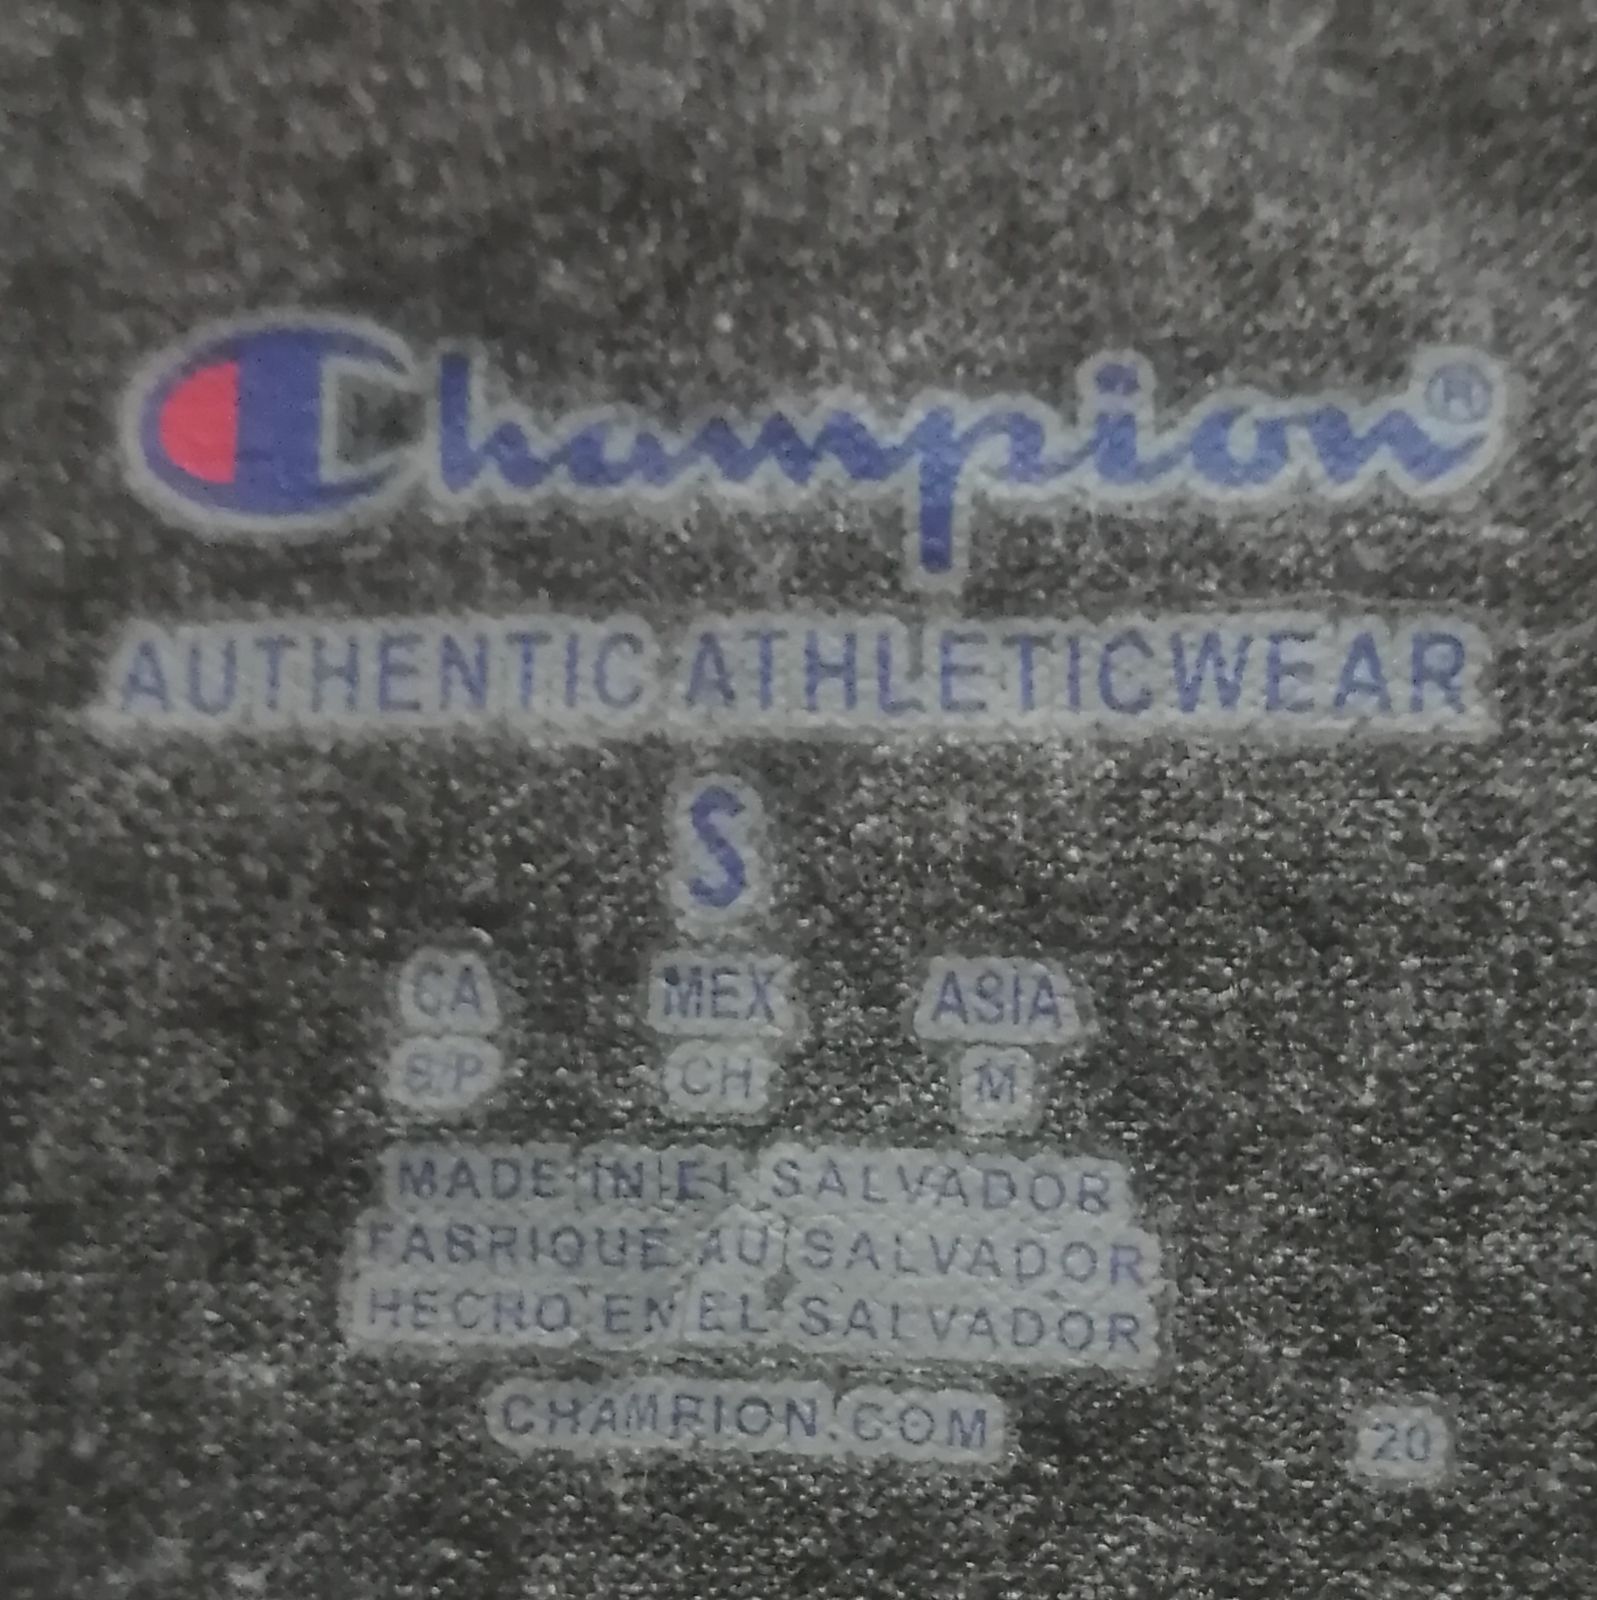 Champion®
AUTHENTIC ATHLETICWEAR
S
CA MEX ASIA
S/P CH M
MADE IN EL SALVADOR
FABRIQUE AU SALVADOR
HECHO EN EL SALVADOR
CHAMPION.COM 20